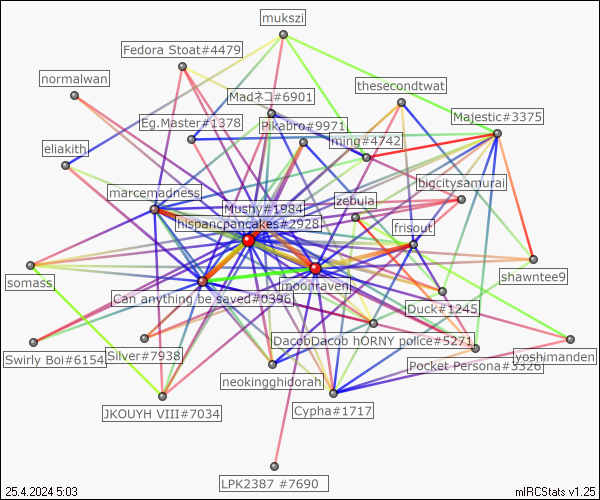 mukszi
Fedora Stoat#4479
normalwan
thesecondtwat
Madネコ#6901
Majestic#3375
Eg.Master#1378
Pikabro#9971
ming#4742
eliakith
bigcitysamurai
marcemadness
zebula
Mushy#1984
hispancpancakes#2928
frisout
somass
shawntee9
moonraven
Can anything be saved#0396
Duck#1245
DacobDacob hORNY police#5271
Swirly Boi#6154
Silver#7938
yoshimanden
Pocket Persona#3326
neokingghidorah
JKOUYH VIII#7034
Cypha#1717
LPK2387 #7690
25.4.2024 5:03
mIRCStats v1.25